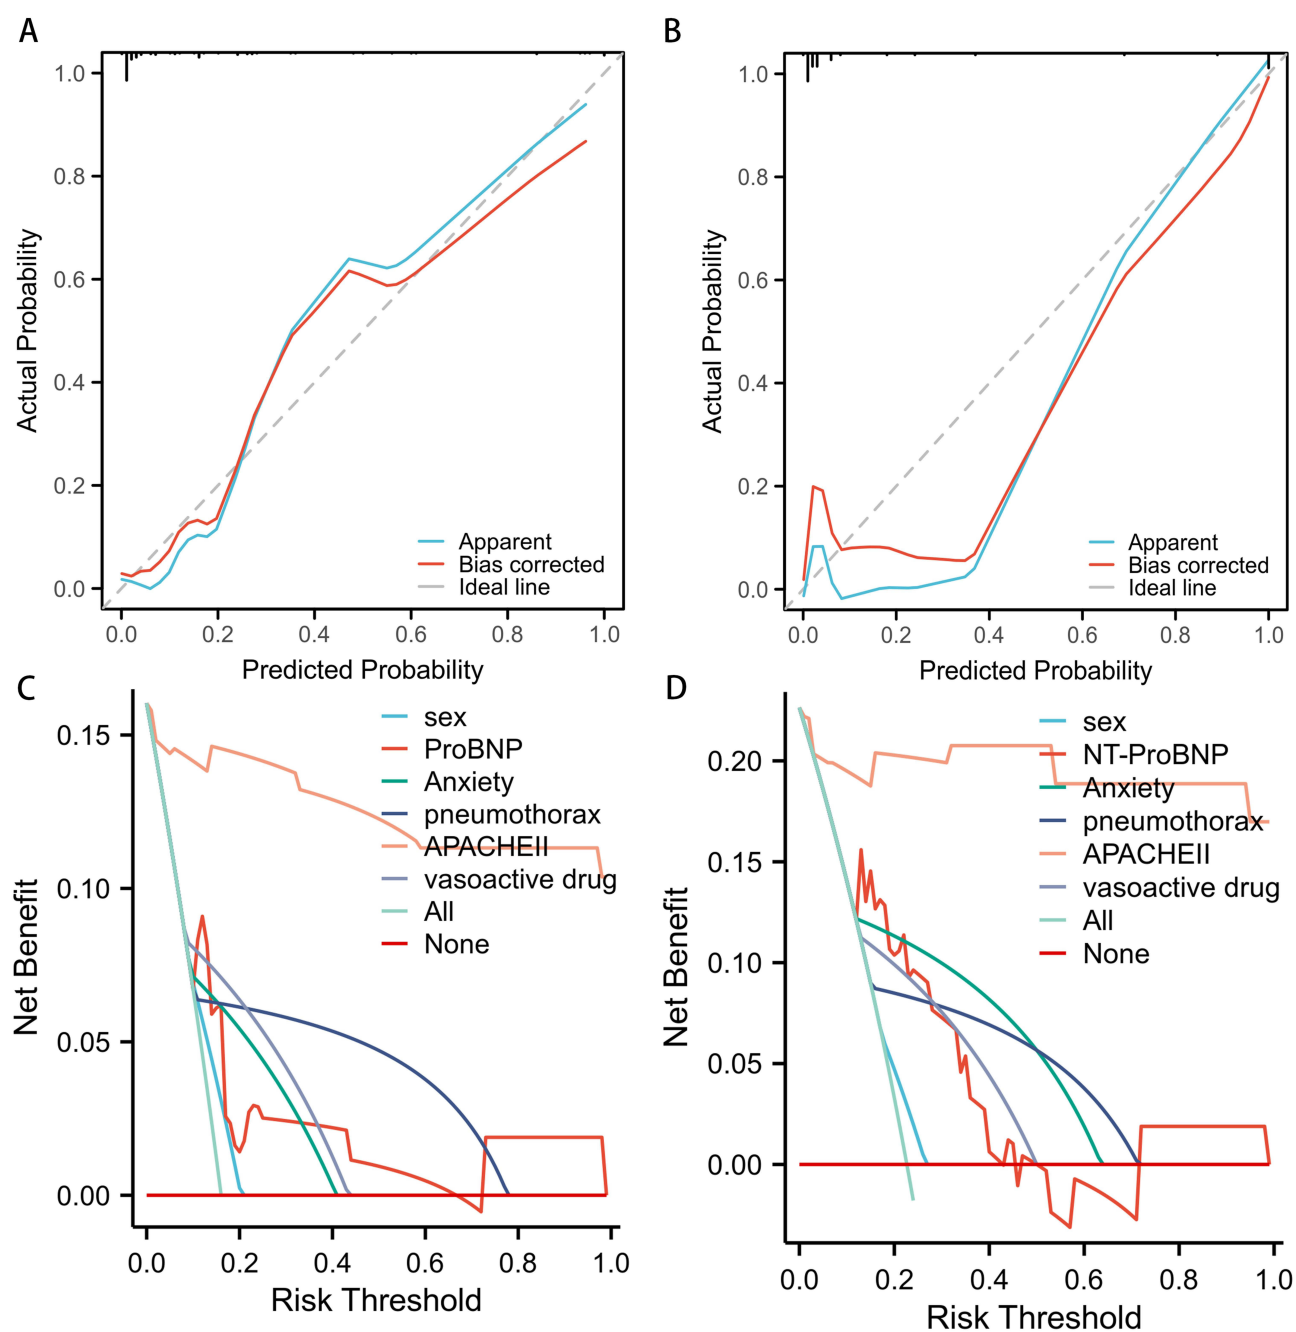 A
1.0
0.8
0.6
0.4
0.2
0.0
Actual Probability
Apparent
Bias corrected
Ideal line
0.0 0.2 0.4 0.6 0.8 1.0
Predicted Probability
B
1.0
0.8
0.6
0.4
0.2
0.0
Actual Probability
Apparent
Bias corrected
Ideal line
0.0 0.2 0.4 0.6 0.8 1.0
Predicted Probability
C
0.15
0.10
0.05
0.00
Net Benefit
sex
ProBNP
Anxiety
pneumothorax
APACHEII
vasoactive drug
All
None
0.0 0.2 0.4 0.6 0.8 1.0
Risk Threshold
D
0.20
0.15
0.10
0.05
0.00
Net Benefit
sex
NT-ProBNP
Anxiety
pneumothorax
APACHEII
vasoactive drug
All
None
0.0 0.2 0.4 0.6 0.8 1.0
Risk Threshold